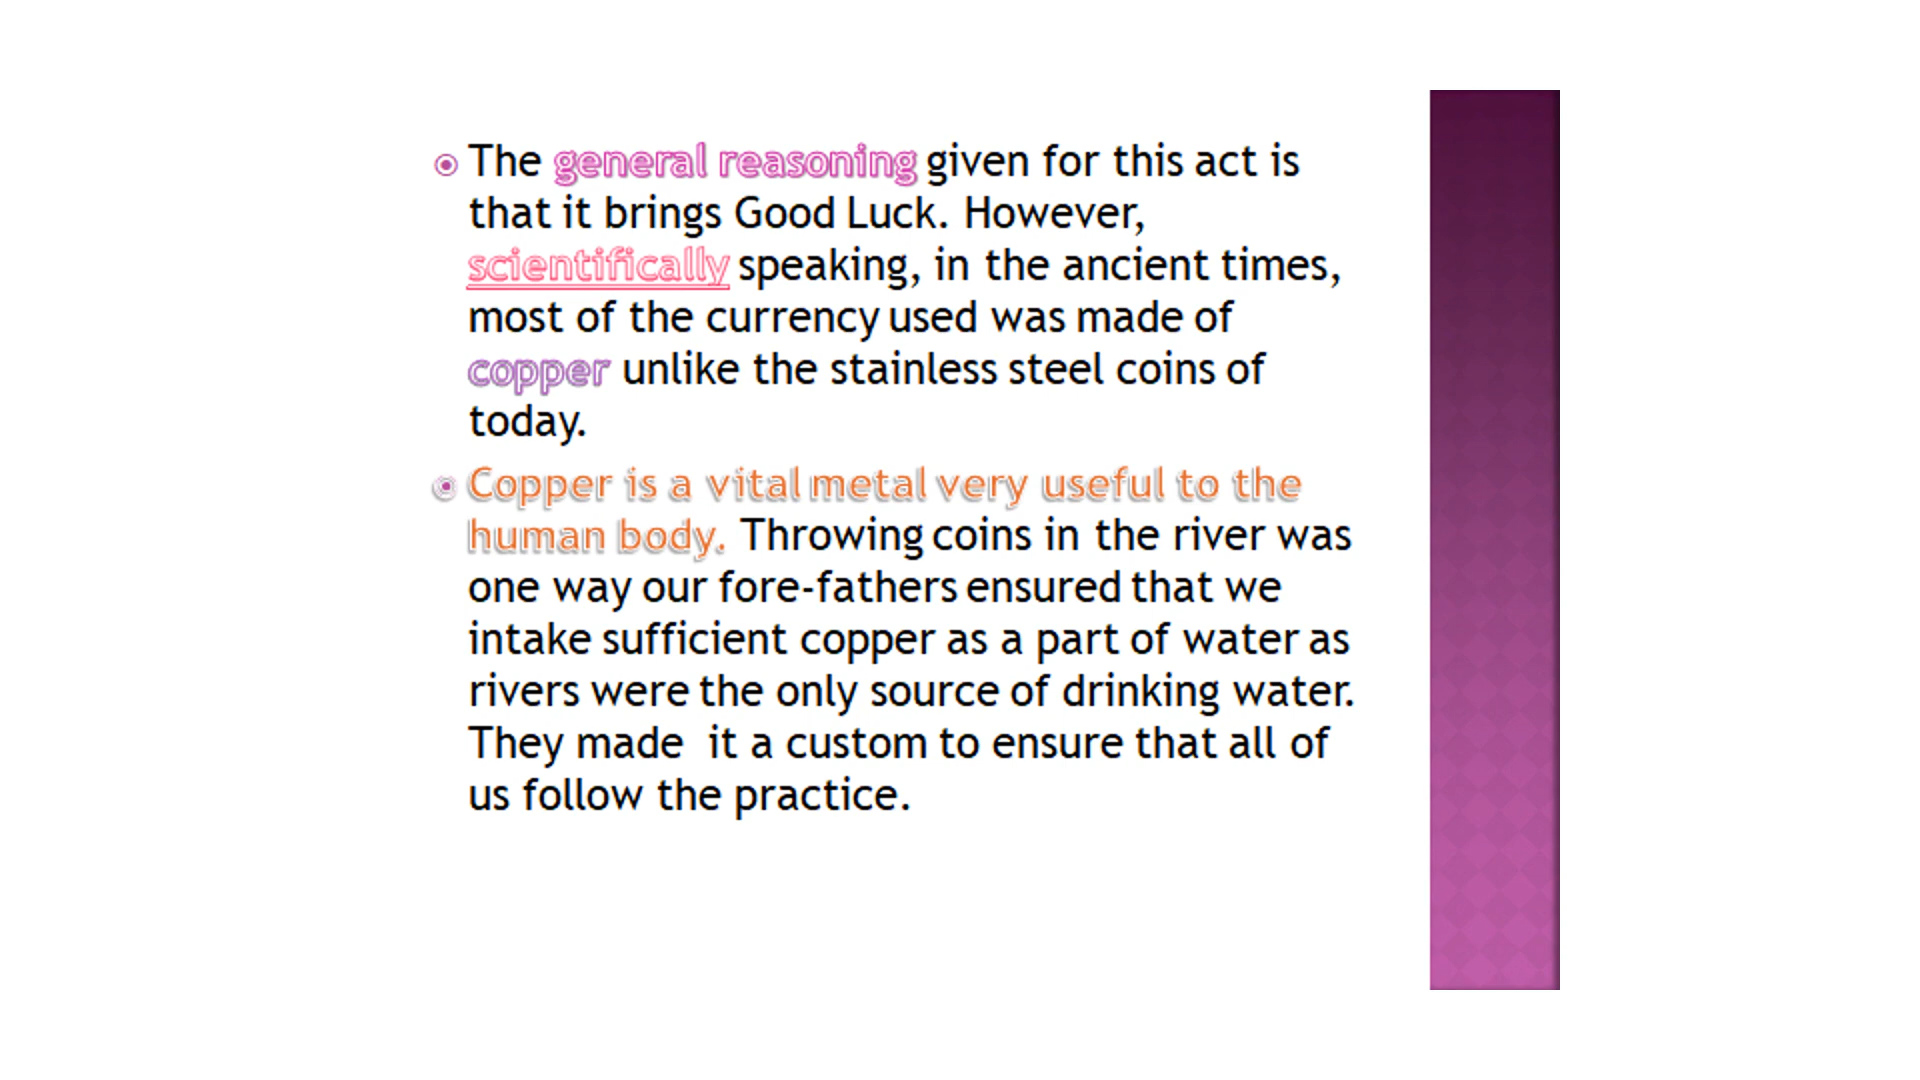 The general reasoning given for this act is
that it brings Good Luck. However,
scientifically speaking, in the ancient times,
most of the currency used was made of
copper unlike the stainless steel coins of
today.
Copper is a vital metal very useful to the
human body. Throwing coins in the river was
one way our fore-fathers ensured that we
intake sufficient copper as a part of water as
rivers were the only source of drinking water.
They made  it a custom to ensure that all of
us follow the practice.